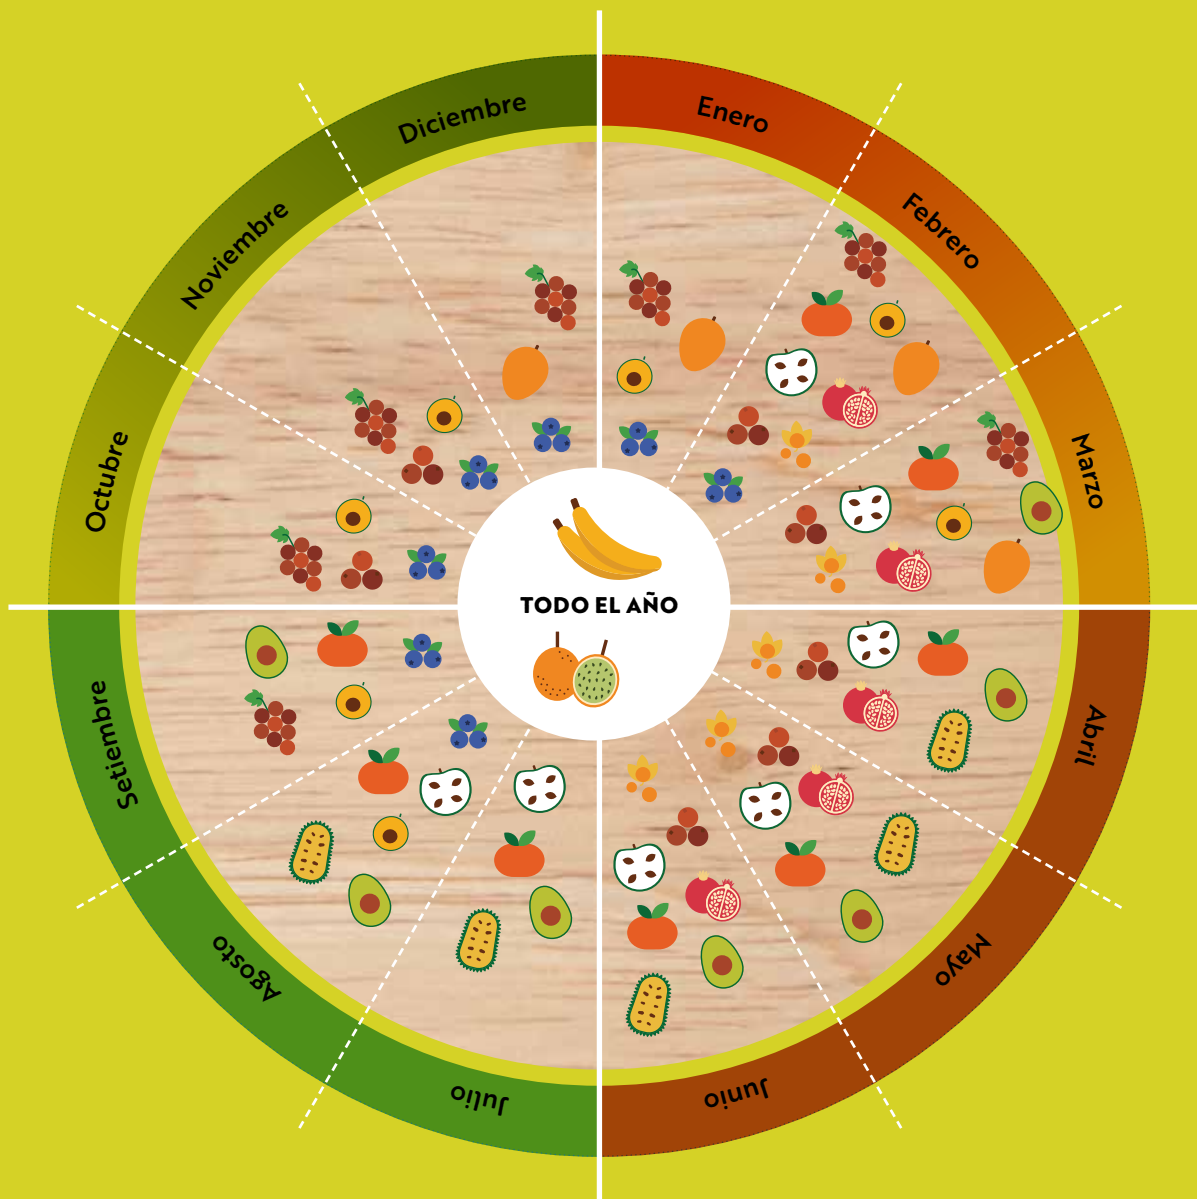 Enero
Febrero
Marzo
Abril
Mayo
Junio
Julio
Agosto
Setiembre
Octubre
Noviembre
Diciembre
TODO EL AÑO